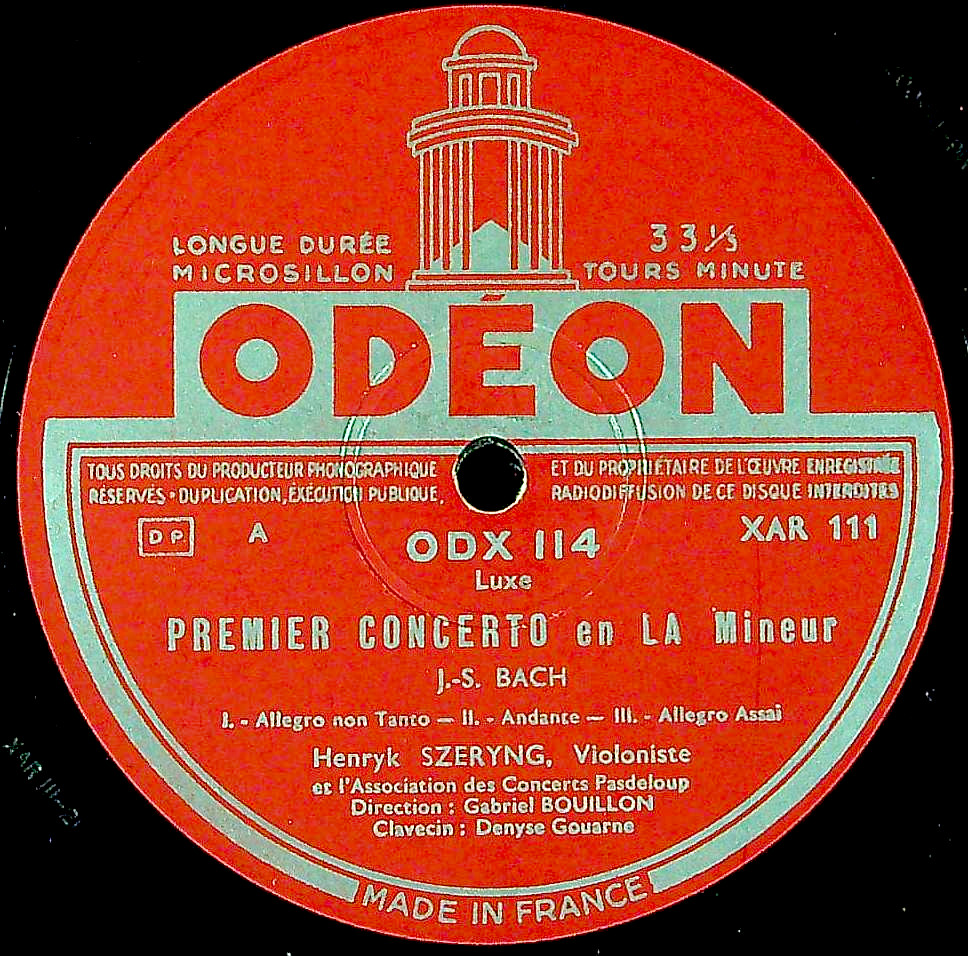 LONGUE DURÉE
MICROSILLON
33⅓
TOURS MINUTE
ODÉON
TOUS DROITS DU PRODUCTEUR PHONOGRAPHIQUE ET DU PROPRIÉTAIRE DE L'ŒUVRE ENREGISTRÉE
RÉSERVÉS • DUPLICATION, EXÉCUTION PUBLIQUE, RADIODIFFUSION DE CE DISQUE INTERDITES
DP A ODX 114 XAR 111
Luxe
PREMIER CONCERTO en LA Mineur
J.-S. BACH
I. - Allegro non Tanto — II. - Andante — III. - Allegro Assai
Henryk SZERYNG, Violoniste
et l'Association des Concerts Pasdeloup
Direction : Gabriel BOUILLON
Clavecin : Denyse Gouarne
MADE IN FRANCE